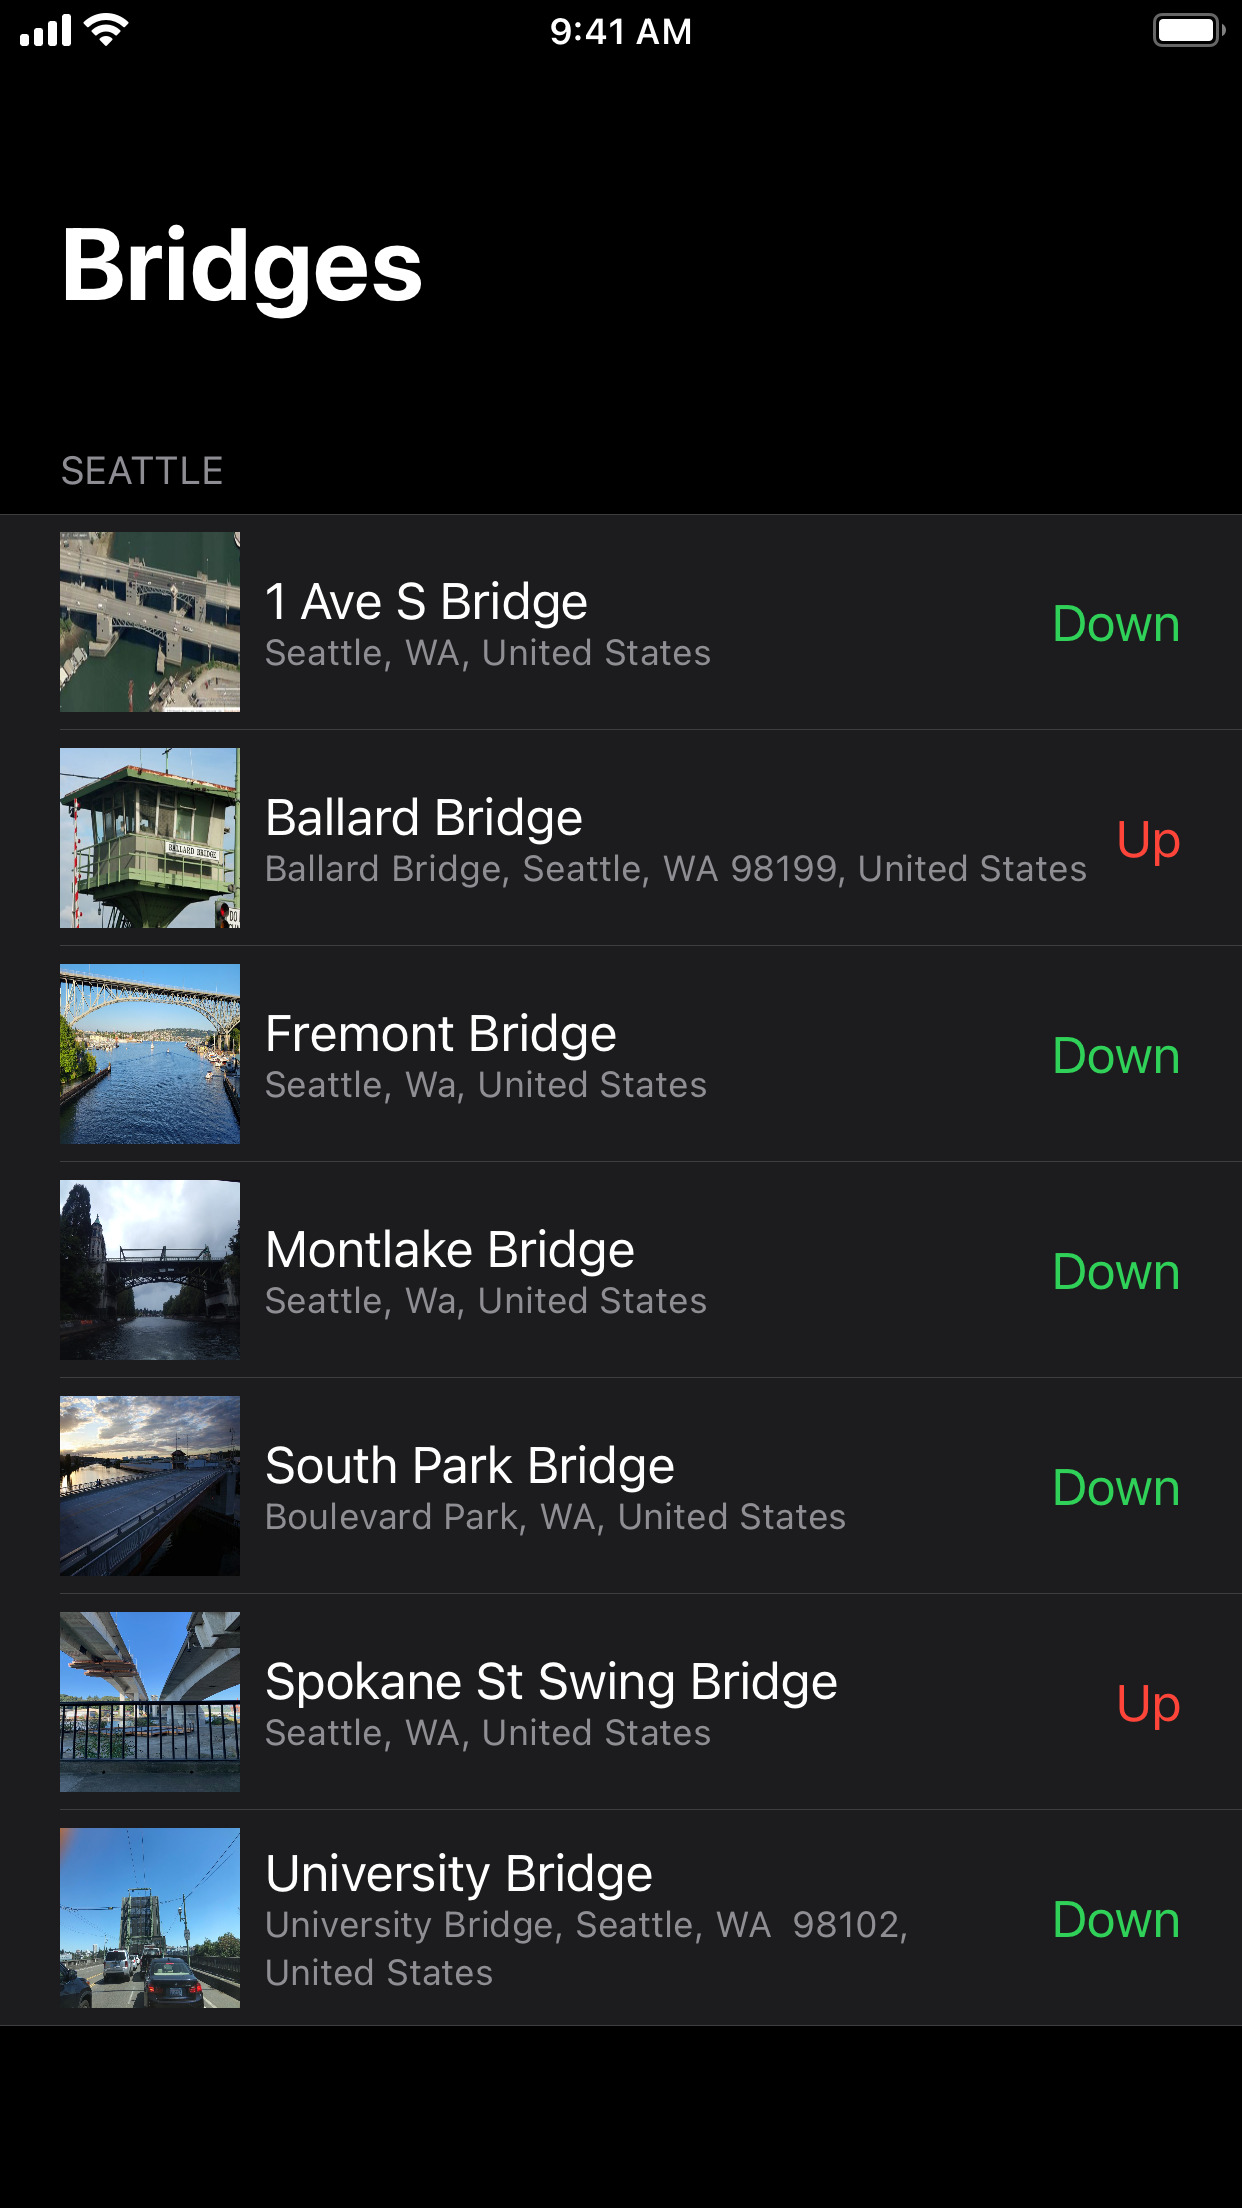 9:41 AM
Bridges
SEATTLE
1 Ave S Bridge
Seattle, WA, United States
Down
BALLARD BRIDGE
Ballard Bridge
Ballard Bridge, Seattle, WA 98199, United States
Up
DO
Fremont Bridge
Seattle, Wa, United States
Down
Montlake Bridge
Seattle, Wa, United States
Down
South Park Bridge
Boulevard Park, WA, United States
Down
Spokane St Swing Bridge
Seattle, WA, United States
Up
University Bridge
University Bridge, Seattle, WA  98102,
United States
Down